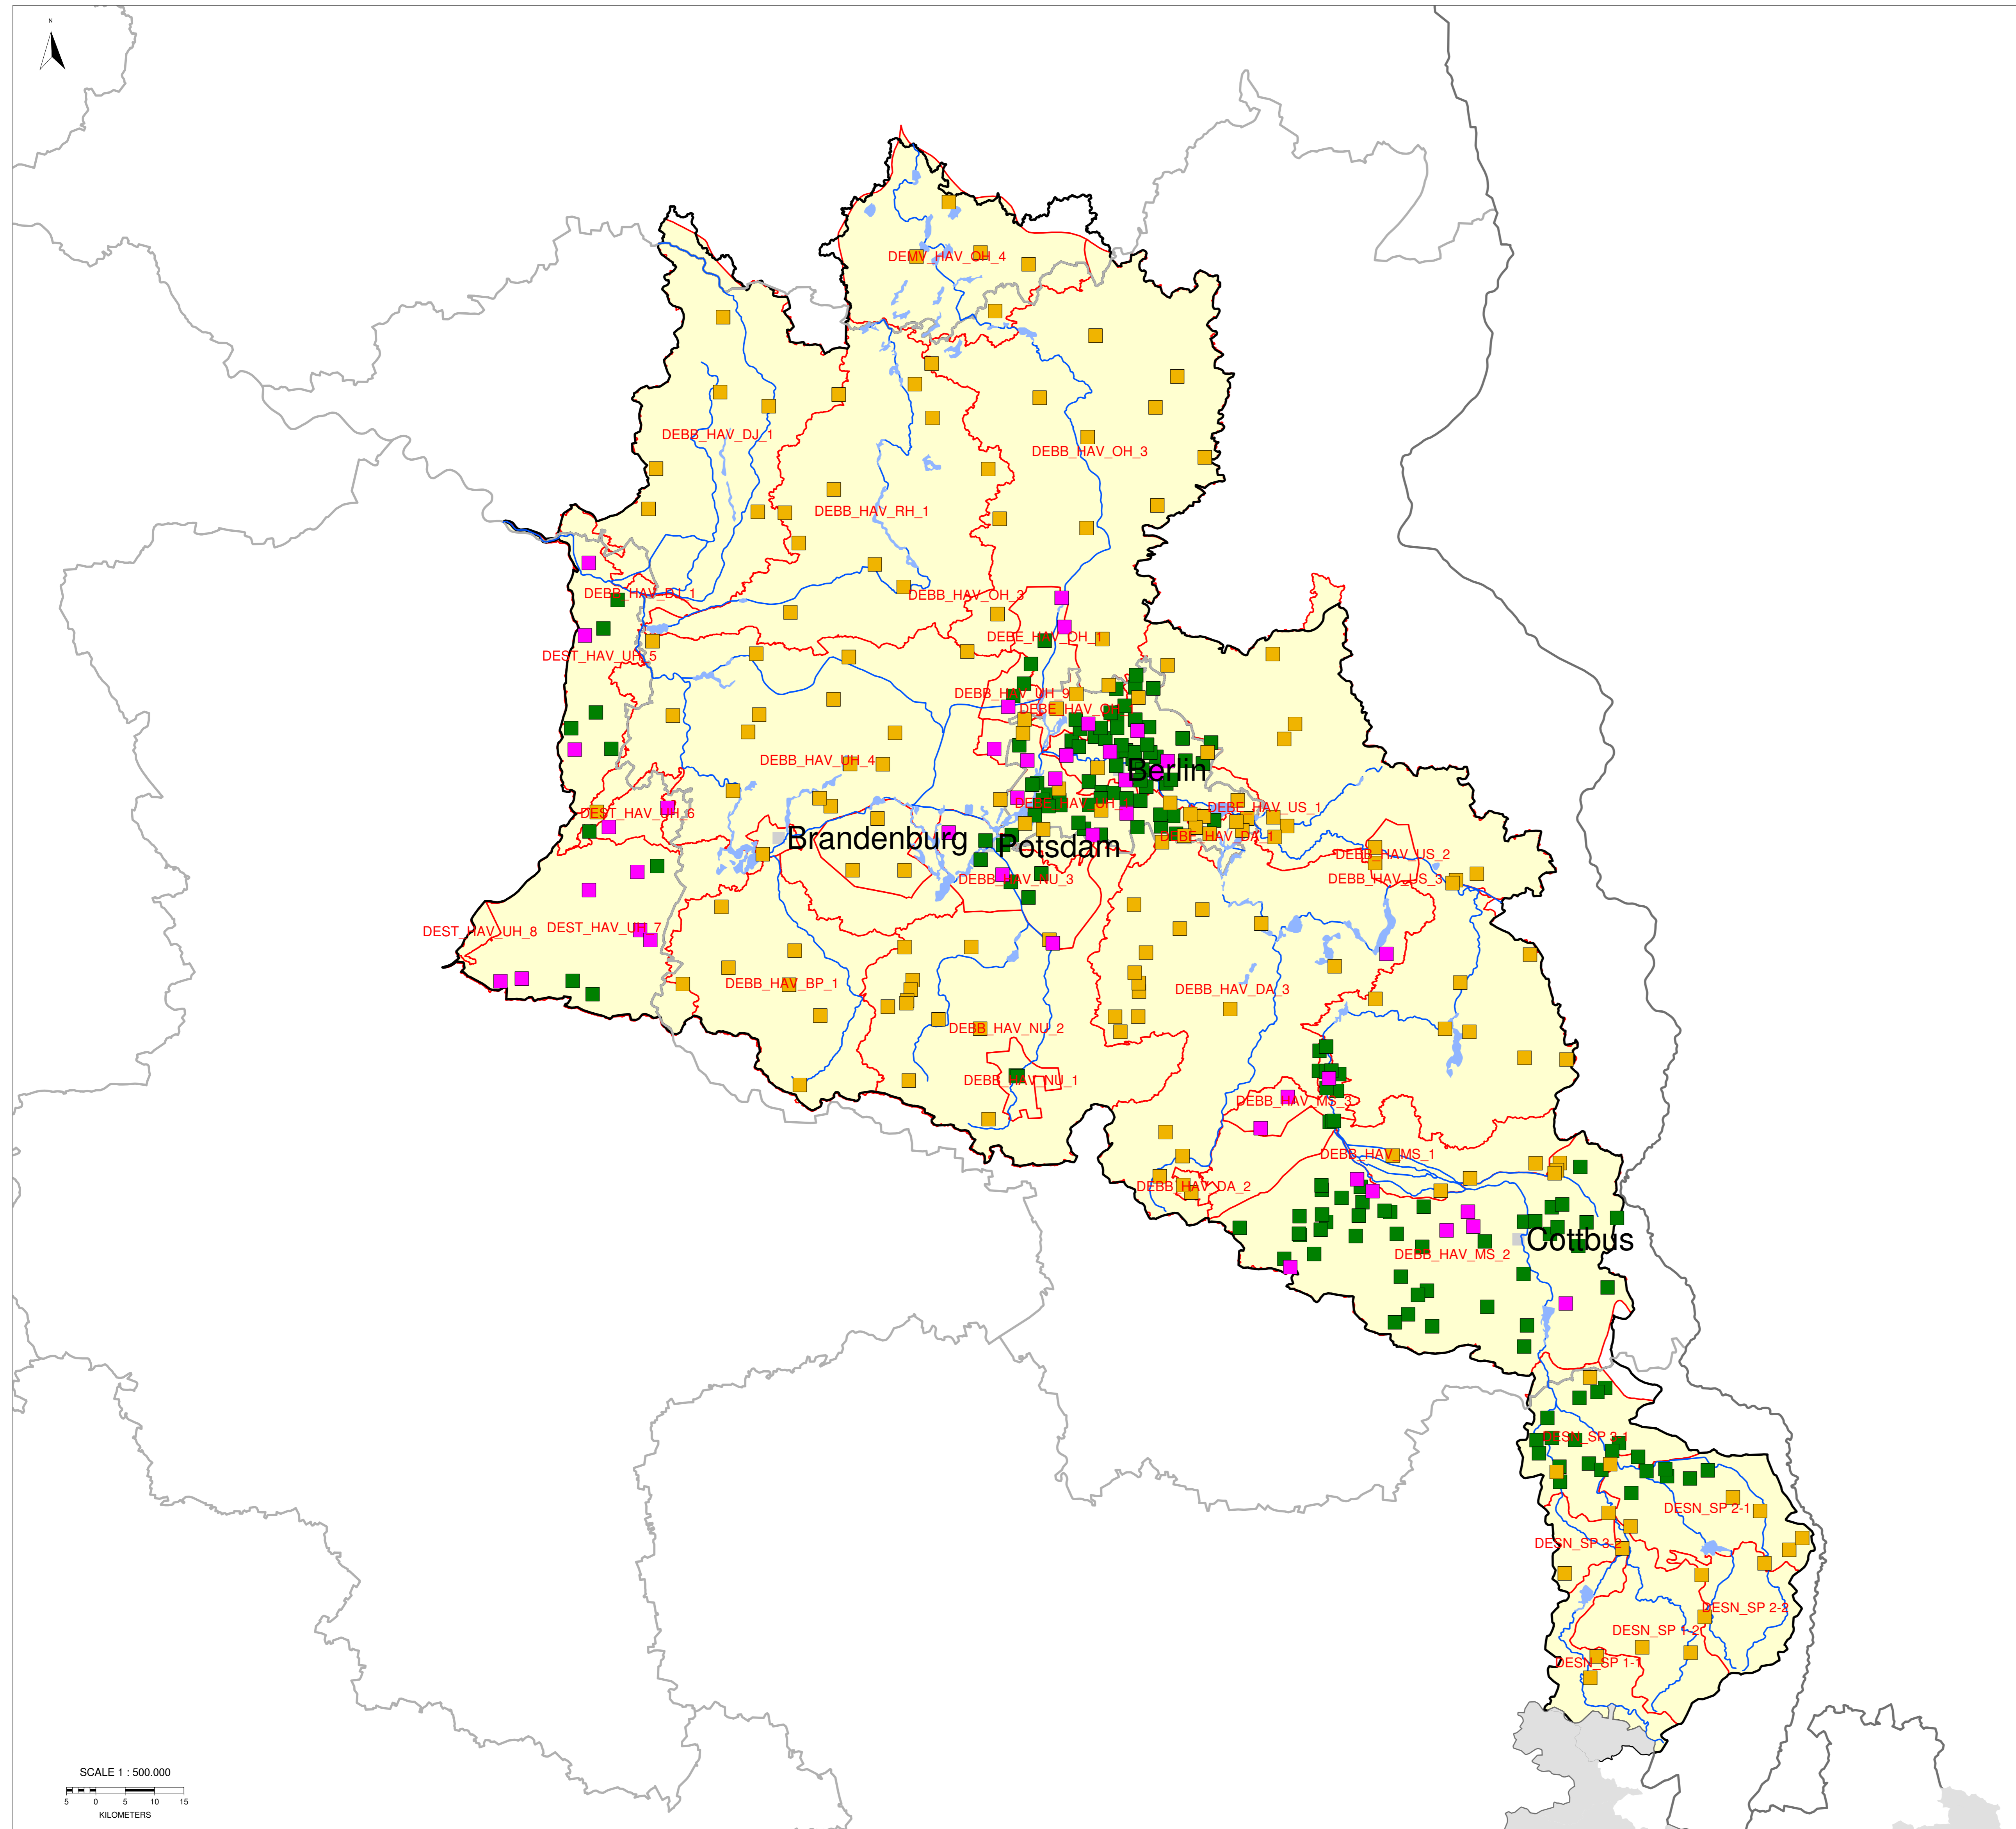 N
DEMV_HAV_OH_4
DEBB_HAV_DJ_1
DEBB_HAV_OH_3
DEBB_HAV_RH_1
DEBB_HAV_DJ_1
DEBB_HAV_OH_3
DEBE_HAV_OH_1
DEST_HAV_UH_5
DEBB_HAV_UH_9
DEBE_HAV_OH_1
DEBB_HAV_UH_4
Berlin
DEBE_HAV_UH_1
DEBE_HAV_US_1
DEST_HAV_UH_6
DEBE_HAV_DA_1
Brandenburg
Potsdam
DEBB_HAV_US_2
DEBB_HAV_NU_3
DEBB_HAV_US_3
DEST_HAV_UH_8
DEST_HAV_UH_7
DEBB_HAV_BP_1
DEBB_HAV_DA_3
DEBB_HAV_NU_2
DEBB_HAV_NU_1
DEBB_HAV_MS_3
DEBB_HAV_MS_1
DEBB_HAV_DA_2
Cottbus
DEBB_HAV_MS_2
DESN_SP 3-1
DESN_SP 2-1
DESN_SP 3-2
DESN_SP 2-2
DESN_SP 1-2
DESN_SP 1-1
SCALE 1 : 500.000
5 0 5 10 15
KILOMETERS